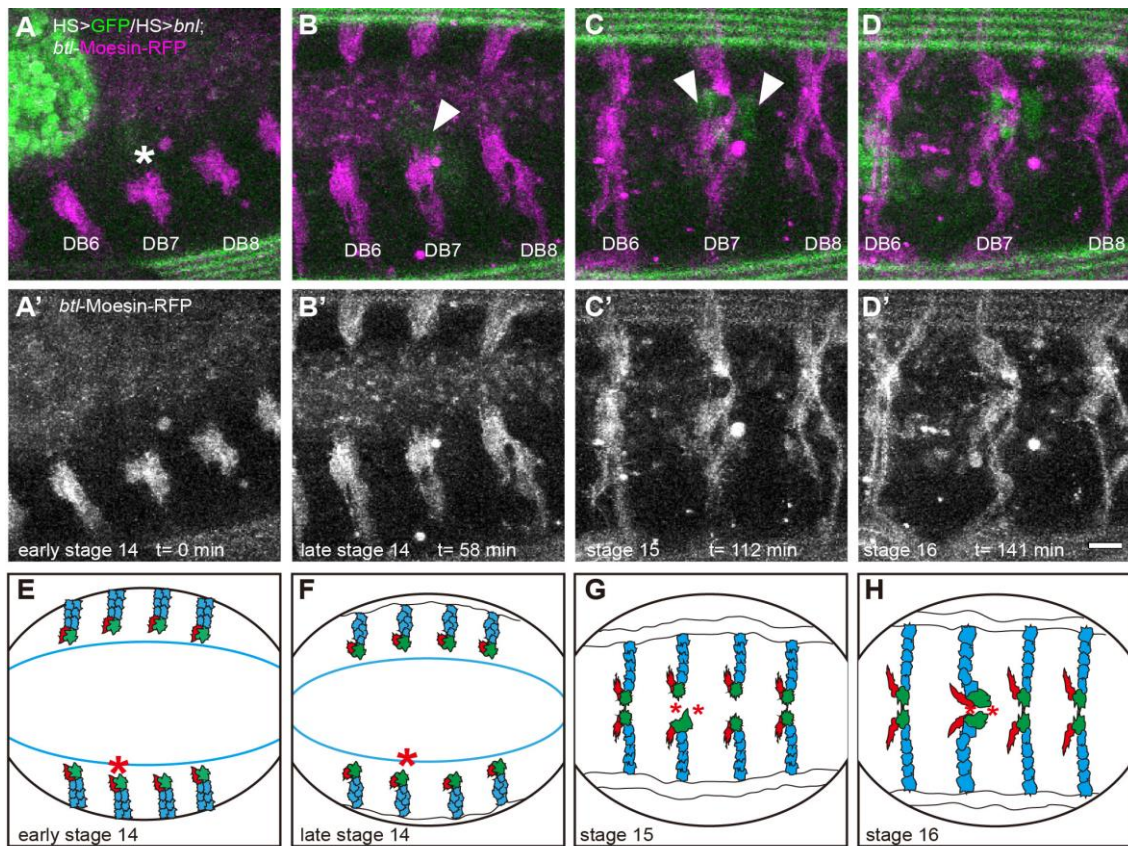 A HS>GFP/HS>bnl;
btl-Moesin-RFP
*
DB6 DB7 DB8
B
DB6 DB7 DB8
C
DB6 DB7 DB8
D
DB6 DB7 DB8
A’ btl-Moesin-RFP
early stage 14 t= 0 min
B’
late stage 14 t= 58 min
C’
stage 15 t= 112 min
D’
stage 16 t= 141 min
E
*
early stage 14
F
*
late stage 14
G
* *
stage 15
H
* *
stage 16